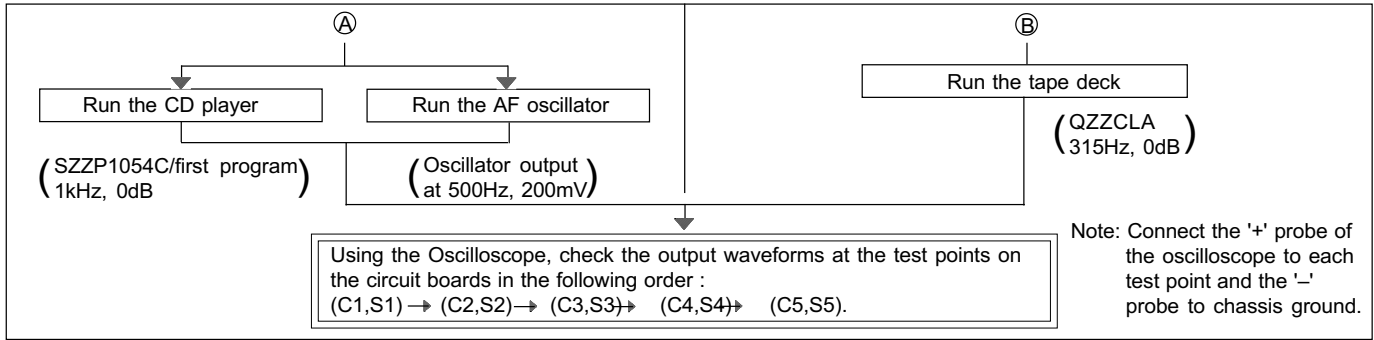 A
B
Run the CD player
Run the AF oscillator
Run the tape deck
(SZZP1054C/first program
1kHz, 0dB)
(Oscillator output
at 500Hz, 200mV)
(QZZCLA
315Hz, 0dB)
Using the Oscilloscope, check the output waveforms at the test points on
the circuit boards in the following order :
(C1,S1) → (C2,S2) → (C3,S3) → (C4,S4) → (C5,S5).
Note: Connect the '+' probe of
the oscilloscope to each
test point and the '–'
probe to chassis ground.